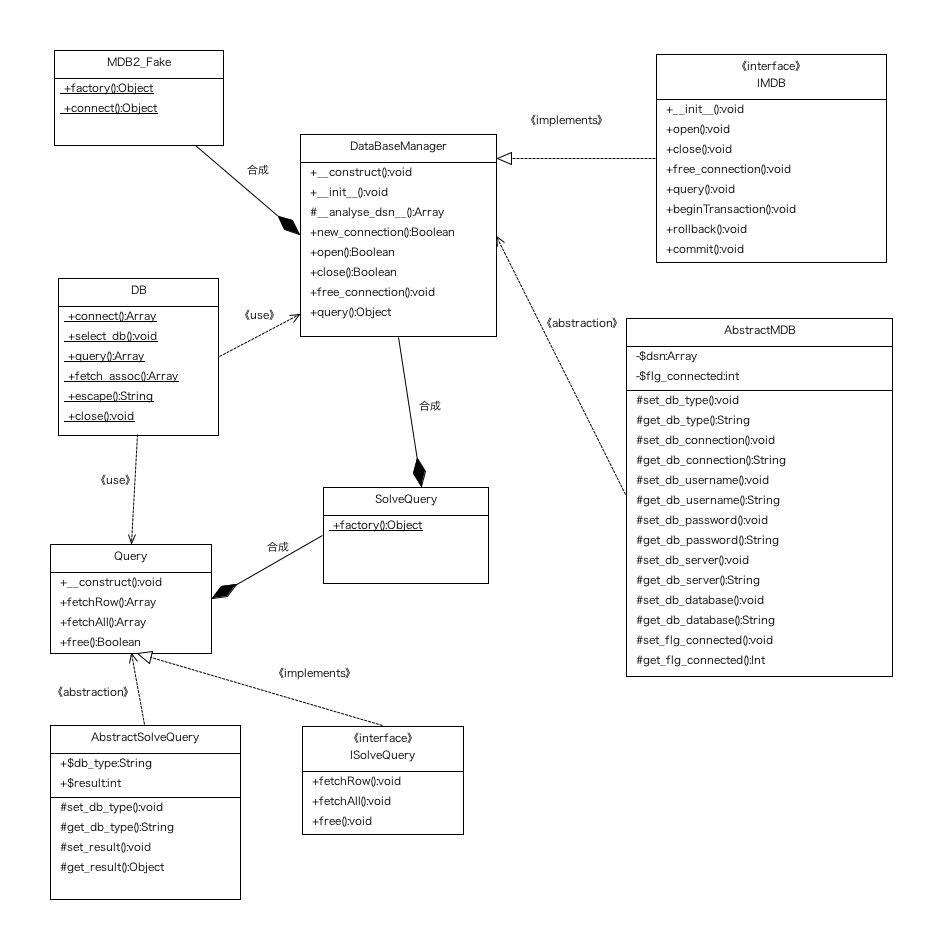 MDB2_Fake
+factory():Object
+connect():Object
合成
DataBaseManager
+__construct():void
+__init__():void
#__analyse_dsn__():Array
+new_connection():Boolean
+open():Boolean
+close():Boolean
+free_connection():void
+query():Object
《implements》
《interface》
IMDB
+__init__():void
+open():void
+close():void
+free_connection():void
+query():void
+beginTransaction():void
+rollback():void
+commit():void
DB
+connect():Array
+select_db():void
+query():Array
+fetch_assoc():Array
+escape():String
+close():void
《use》
《abstraction》
AbstractMDB
-$dsn:Array
-$flg_connected:int
#set_db_type():void
#get_db_type():String
#set_db_connection():void
#get_db_connection():String
#set_db_username():void
#get_db_username():String
#set_db_password():void
#get_db_password():String
#set_db_server():void
#get_db_server():String
#set_db_database():void
#get_db_database():String
#set_flg_connected():void
#get_flg_connected():Int
合成
《use》
SolveQuery
+factory():Object
合成
Query
+__construct():void
+fetchRow():Array
+fetchAll():Array
+free():Boolean
《implements》
《abstraction》
AbstractSolveQuery
+$db_type:String
+$result:int
#set_db_type():void
#get_db_type():String
#set_result():void
#get_result():Object
《interface》
ISolveQuery
+fetchRow():void
+fetchAll():void
+free():void